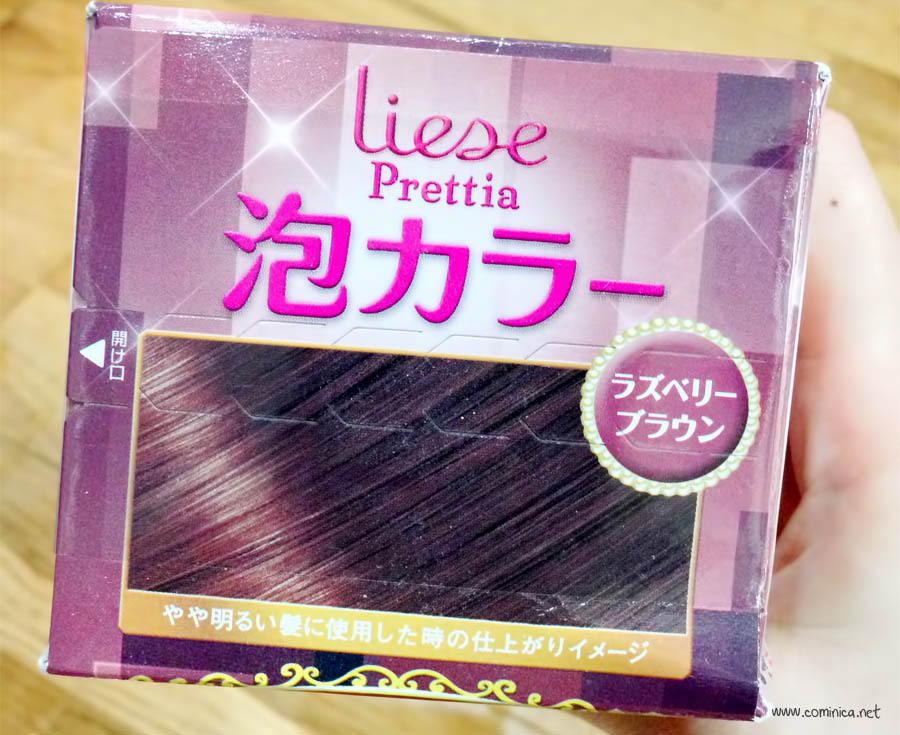 Liese
Prettia
泡カラー
開け口
ラズベリー
ブラウン
やや明るい髪に使用した時の仕上がりイメージ
www.cominica.net